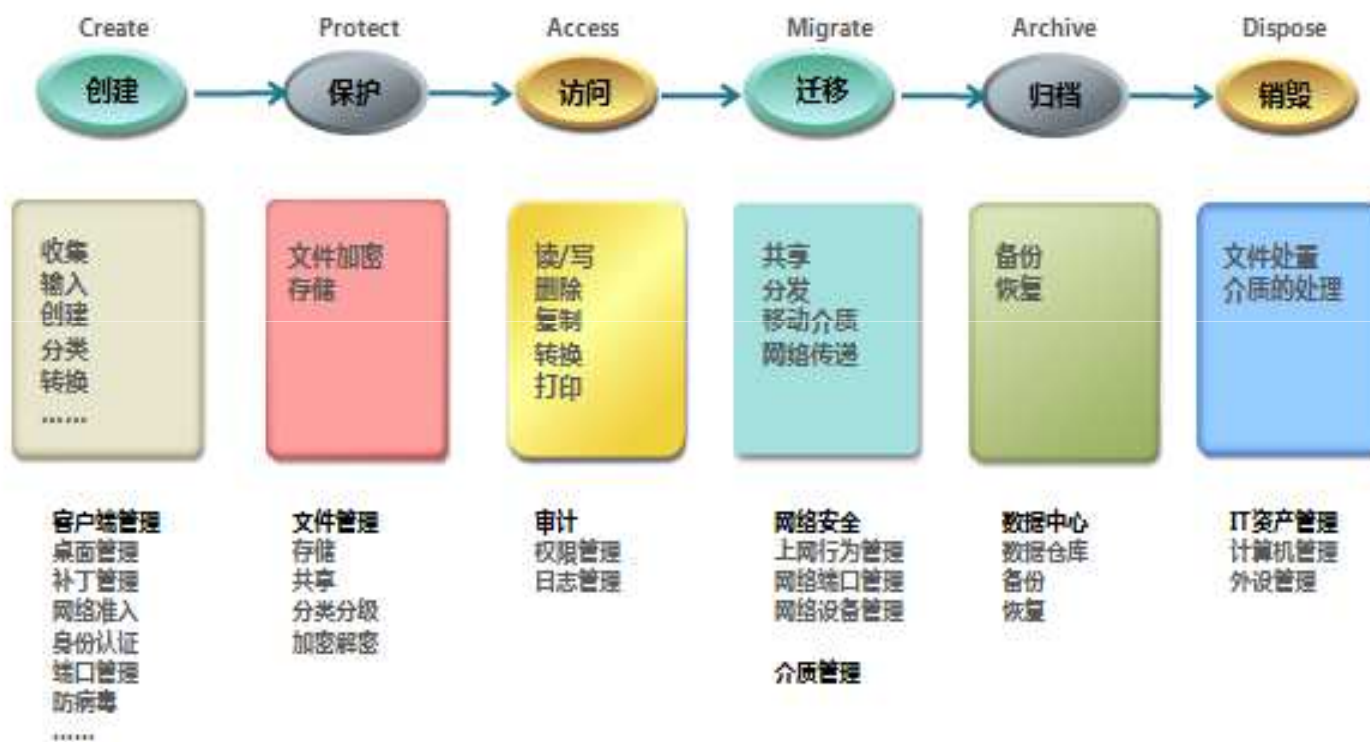 Create
Protect
Access
Migrate
Archive
Dispose
创建
保护
访问
迁移
归档
销毁
收集
输入
创建
分类
转换
……
文件加密
存储
读/写
删除
复制
转换
打印
共享
分发
移动介质
网络传递
备份
恢复
文件处置
介质的处理
客户端管理
桌面管理
补丁管理
网络准入
身份认证
端口管理
防病毒
……
文件管理
存储
共享
分类分级
加密解密
审计
权限管理
日志管理
网络安全
上网行为管理
网络端口管理
网络设备管理
介质管理
数据中心
数据仓库
备份
恢复
IT资产管理
计算机管理
外设管理